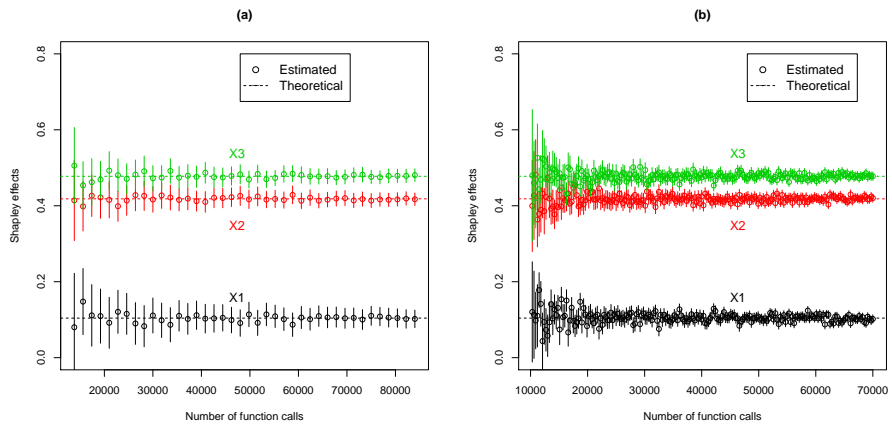 (a)
Estimated
Theoretical
X3
X2
X1
Shapley effects
0.0
0.2
0.4
0.6
0.8
20000 30000 40000 50000 60000 70000 80000
Number of function calls
(b)
Estimated
Theoretical
X3
X2
X1
Shapley effects
0.0
0.2
0.4
0.6
0.8
10000 20000 30000 40000 50000 60000 70000
Number of function calls